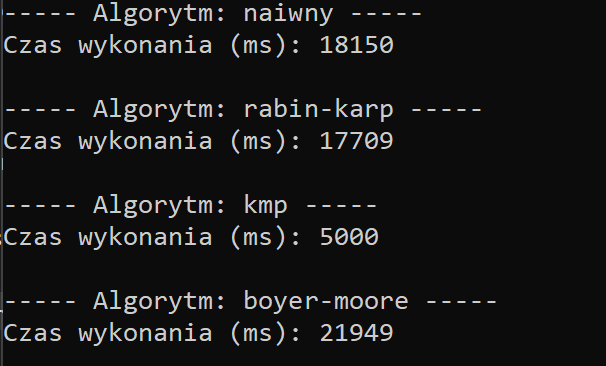 ----- Algorytm: naiwny -----
Czas wykonania (ms): 18150
----- Algorytm: rabin-karp -----
Czas wykonania (ms): 17709
----- Algorytm: kmp -----
Czas wykonania (ms): 5000
----- Algorytm: boyer-moore -----
Czas wykonania (ms): 21949